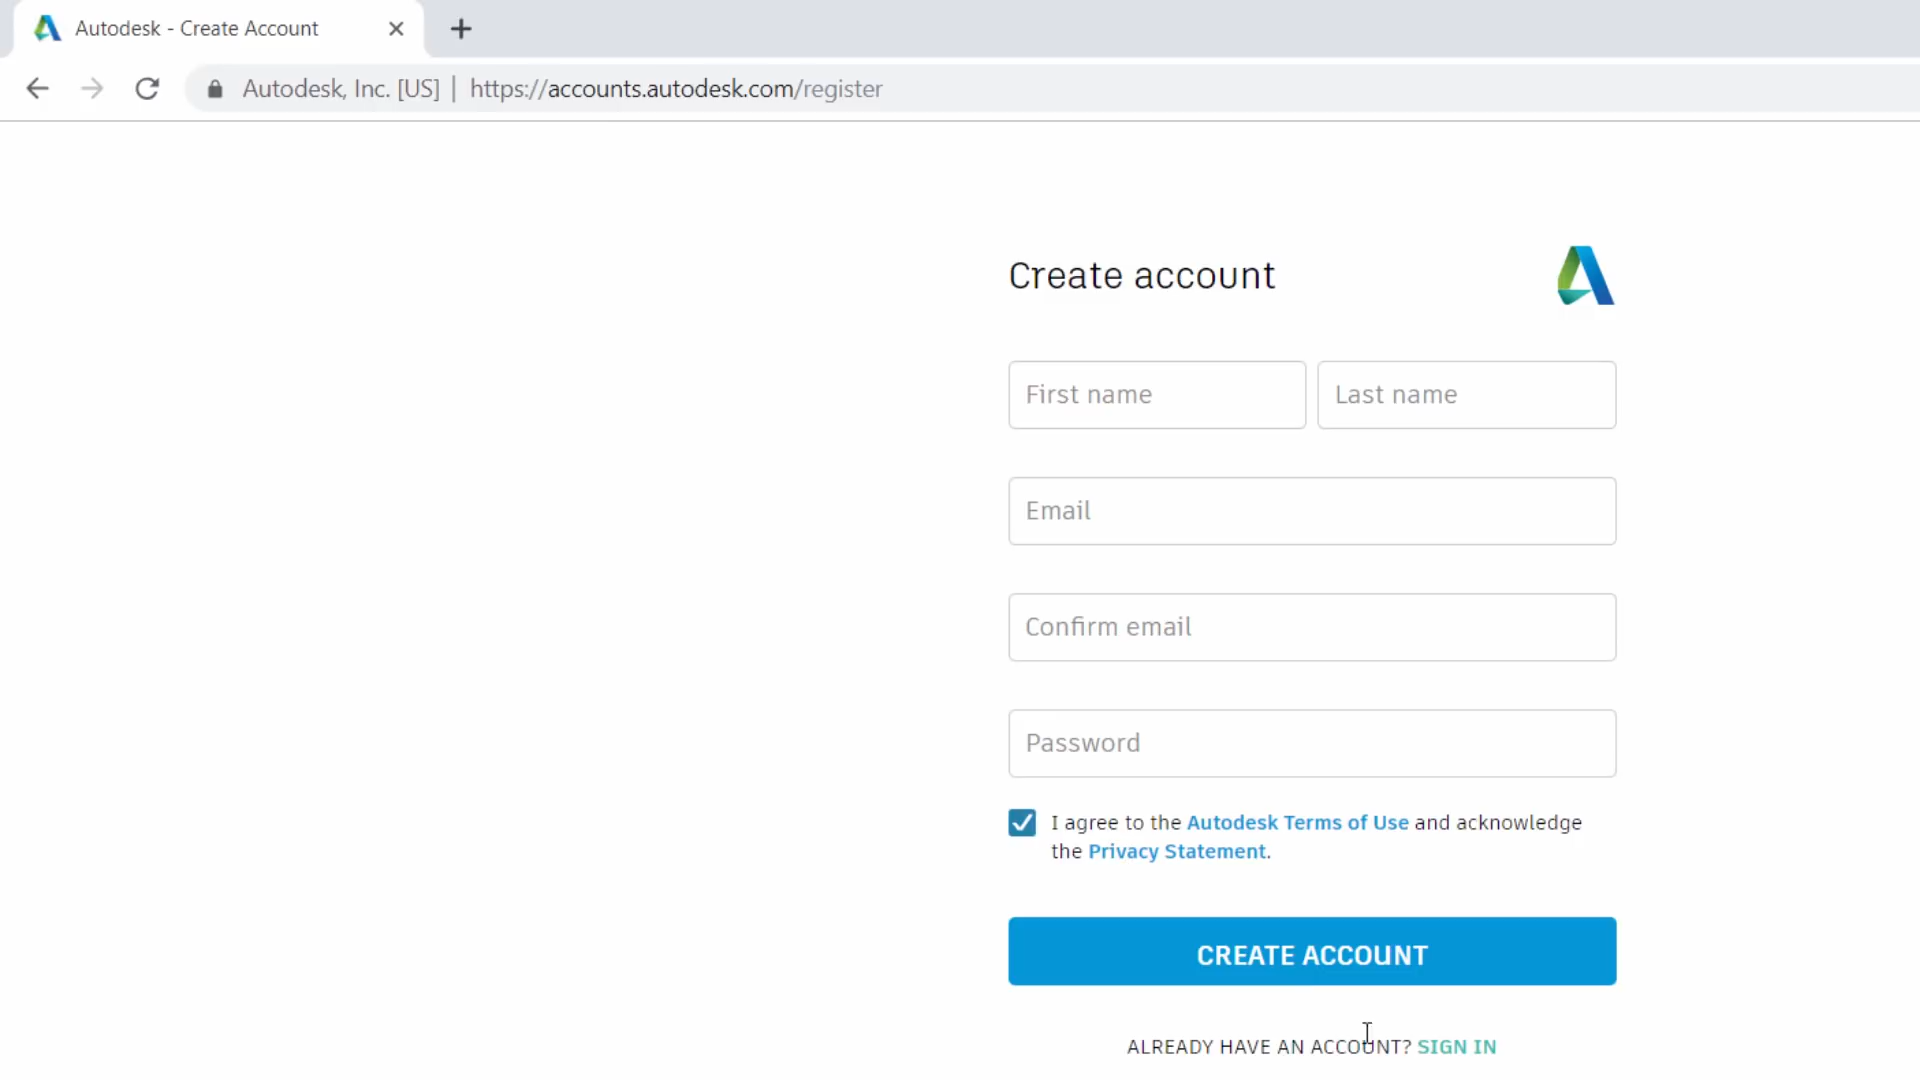 Autodesk - Create Account
Autodesk, Inc. [US] | https://accounts.autodesk.com/register
Create account
First name
Last name
Email
Confirm email
Password
I agree to the Autodesk Terms of Use and acknowledge
the Privacy Statement.
CREATE ACCOUNT
ALREADY HAVE AN ACCOUNT? SIGN IN